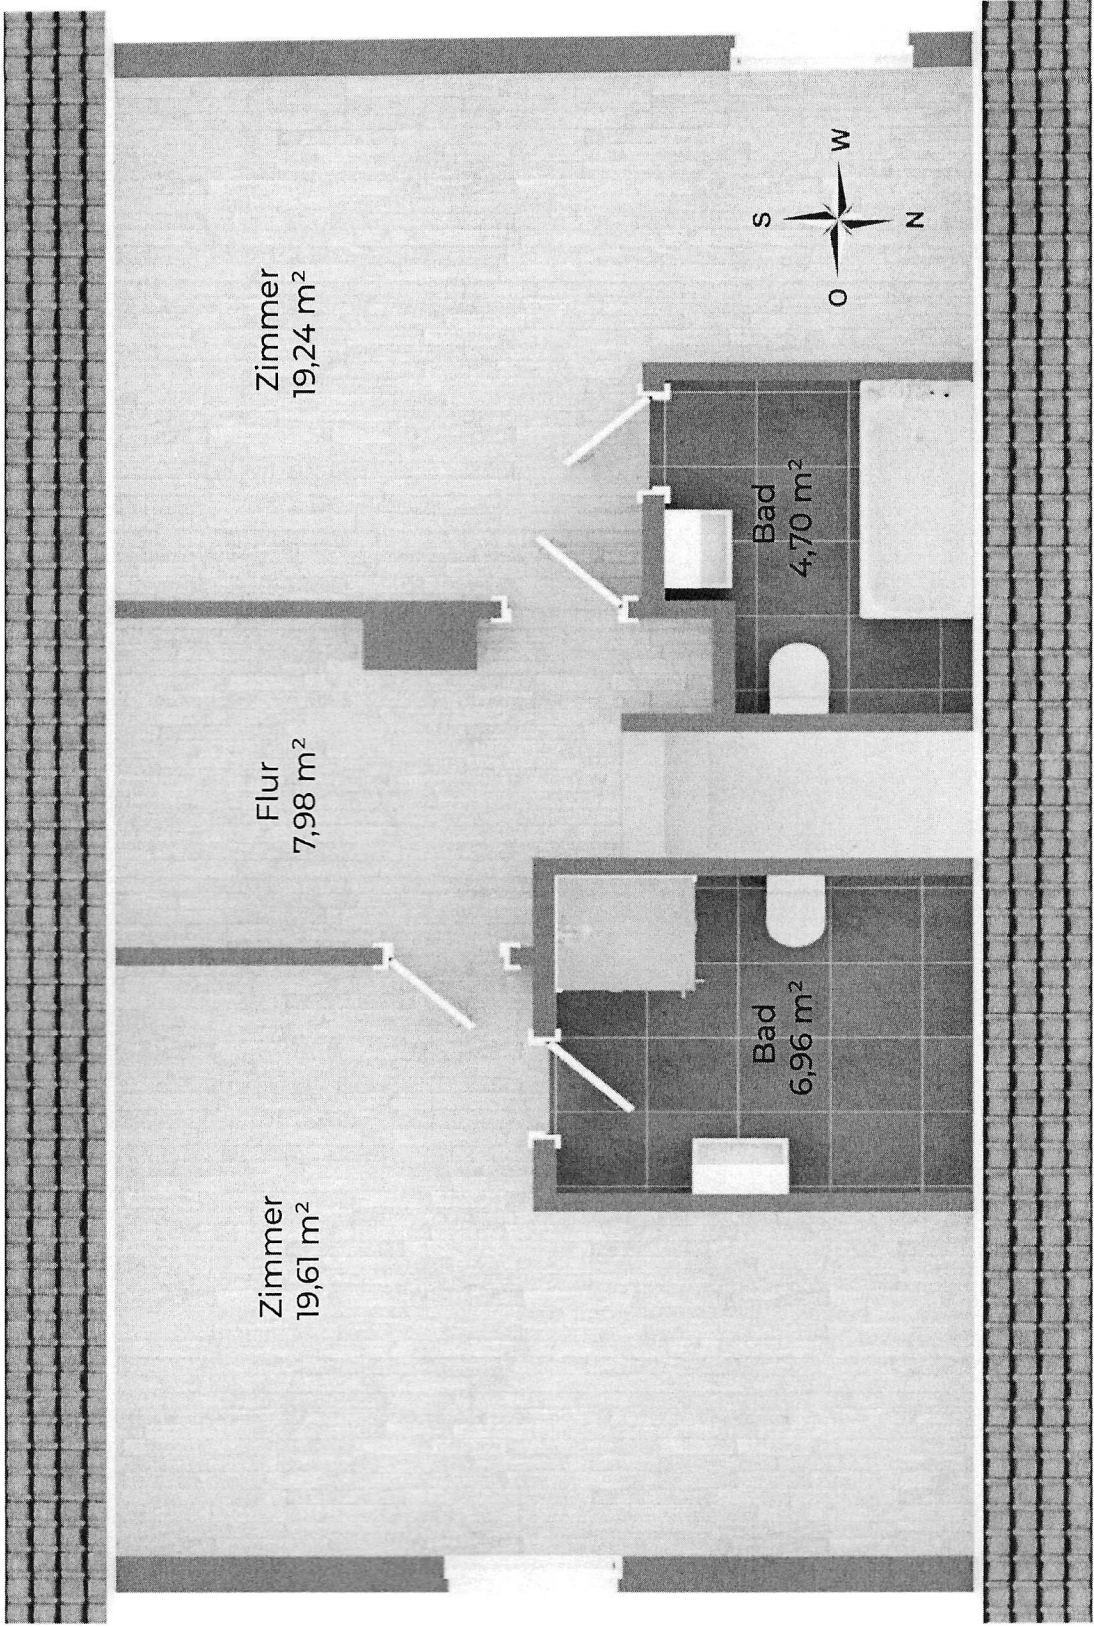 Zimmer
19,61 m²
Flur
7,98 m²
Zimmer
19,24 m²
Bad
6,96 m²
Bad
4,70 m²
S
O
W
N